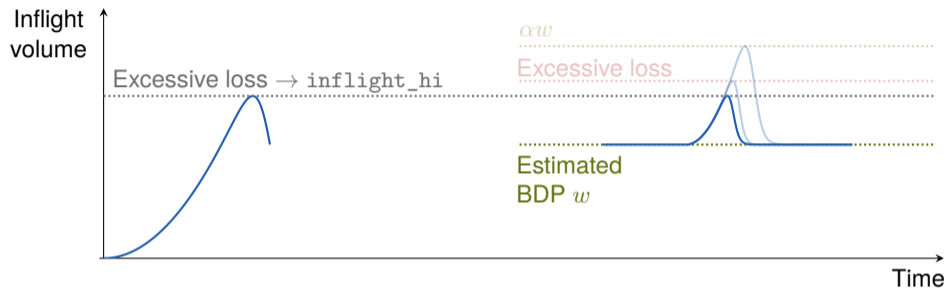 Inflight
volume
αw
Excessive loss
Excessive loss → inflight_hi
Estimated
BDP w
Time